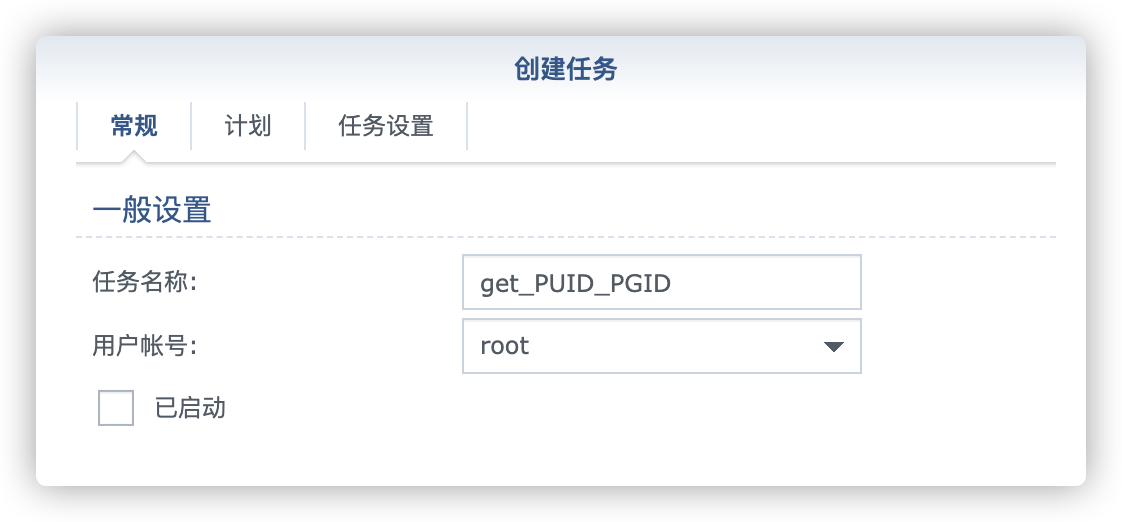 创建任务
常规 计划 任务设置
一般设置
任务名称: get_PUID_PGID
用户帐号: root
已启动